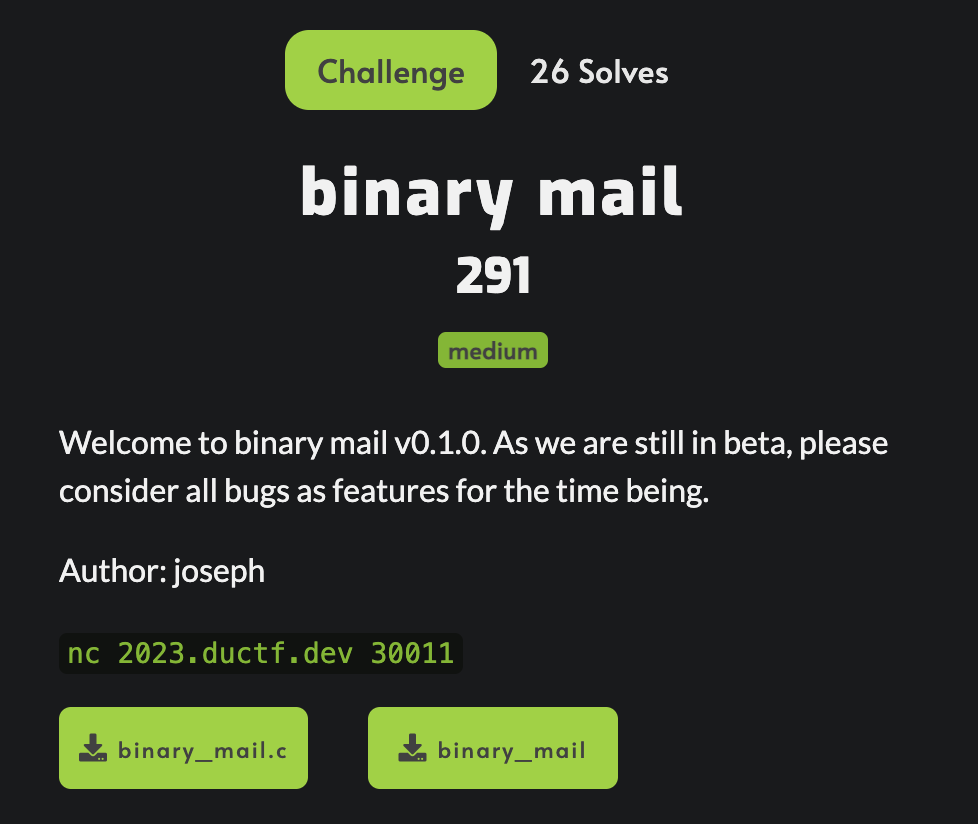 Challenge 26 Solves
binary mail
291
medium
Welcome to binary mail v0.1.0. As we are still in beta, please
consider all bugs as features for the time being.
Author: joseph
nc 2023.ductf.dev 30011
binary_mail.c binary_mail